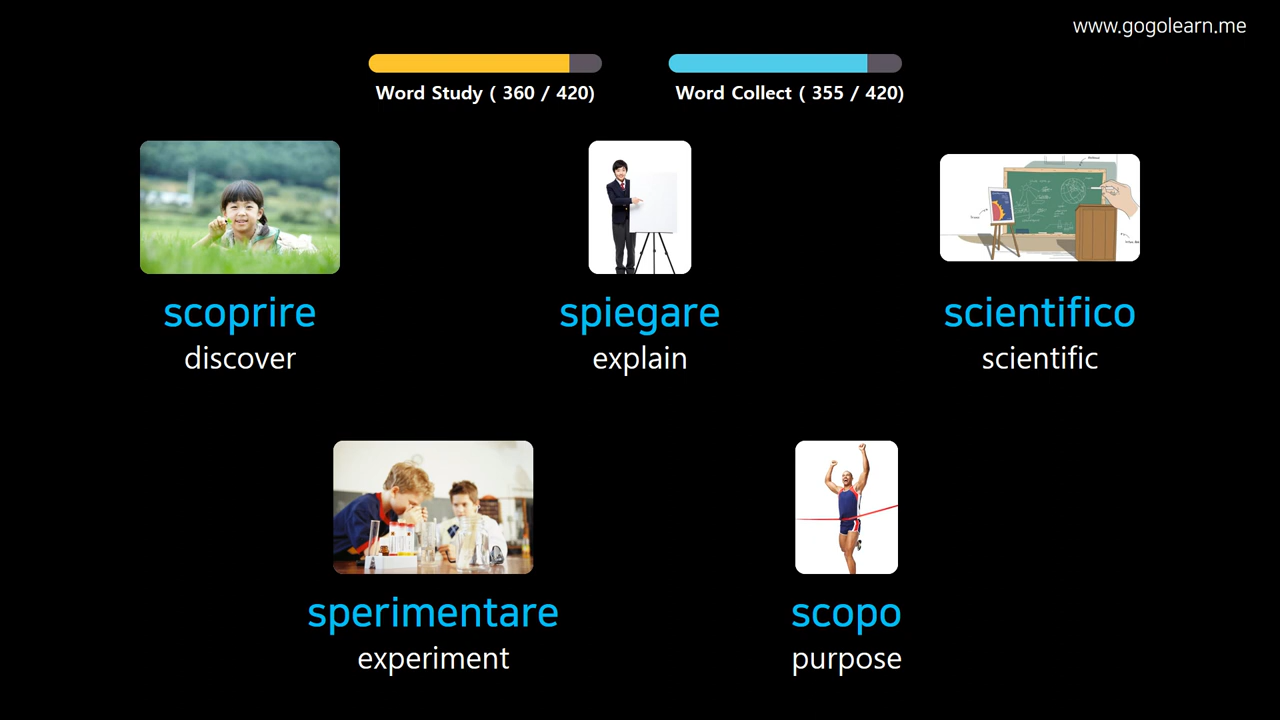 www.gogolearn.me
Word Study ( 360 / 420)
Word Collect ( 355 / 420)
scoprire
discover
spiegare
explain
scientifico
scientific
sperimentare
experiment
scopo
purpose